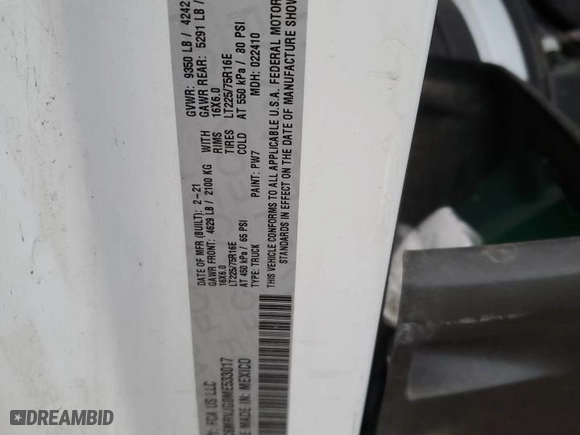 BY: FCA US LLC
DATE OF MFR (BUILT): 2-21
GVWR: 9350 LB / 4242
GAWR FRONT: 4629 LB / 2100 KG WITH
GAWR REAR: 5291 LB /
16X6.0 RIMS 16X6.0
LT225/75R16E TIRES LT225/75R16E
AT 450 kPa / 65 PSI COLD AT 550 kPa / 80 PSI
TYPE: TRUCK PAINT: PW7 MDH: 022410
THIS VEHICLE CONFORMS TO ALL APPLICABLE U.S.A. FEDERAL MOTOR
STANDARDS IN EFFECT ON THE DATE OF MANUFACTURE SHOW
ME533017
IN: MEXICO
DREAMBID